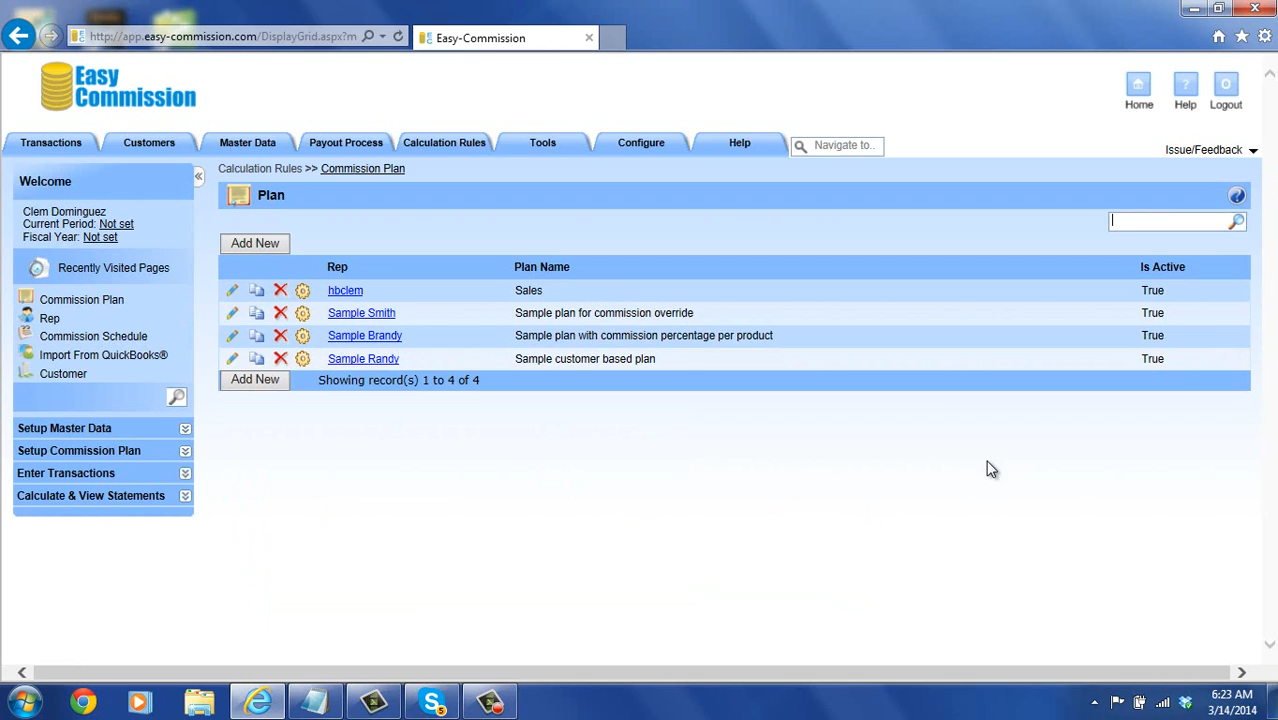 http://app.easy-commission.com/DisplayGrid.aspx?m
Easy-Commission
Easy
Commission
Home
Help
Logout
Transactions
Customers
Master Data
Payout Process
Calculation Rules
Tools
Configure
Help
Navigate to..
Issue/Feedback
Welcome
Clem Dominguez
Current Period: Not set
Fiscal Year: Not set
Recently Visited Pages
Commission Plan
Rep
Commission Schedule
Import From QuickBooks®
Customer
Setup Master Data
Setup Commission Plan
Enter Transactions
Calculate & View Statements
Calculation Rules >> Commission Plan
Plan
Add New
Rep Plan Name Is Active
hbclem Sales True
Sample Smith Sample plan for commission override True
Sample Brandy Sample plan with commission percentage per product True
Sample Randy Sample customer based plan True
Add New Showing record(s) 1 to 4 of 4
5
6:23 AM
3/14/2014